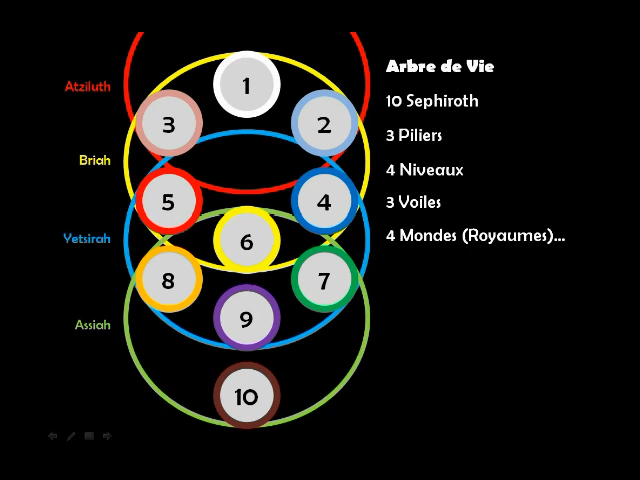 Arbre de Vie
10 Sephiroth
3 Piliers
4 Niveaux
3 Voiles
4 Mondes (Royaumes)...
Atziluth
Briah
Yetsirah
Assiah
1
3
2
5
4
6
8
7
9
10